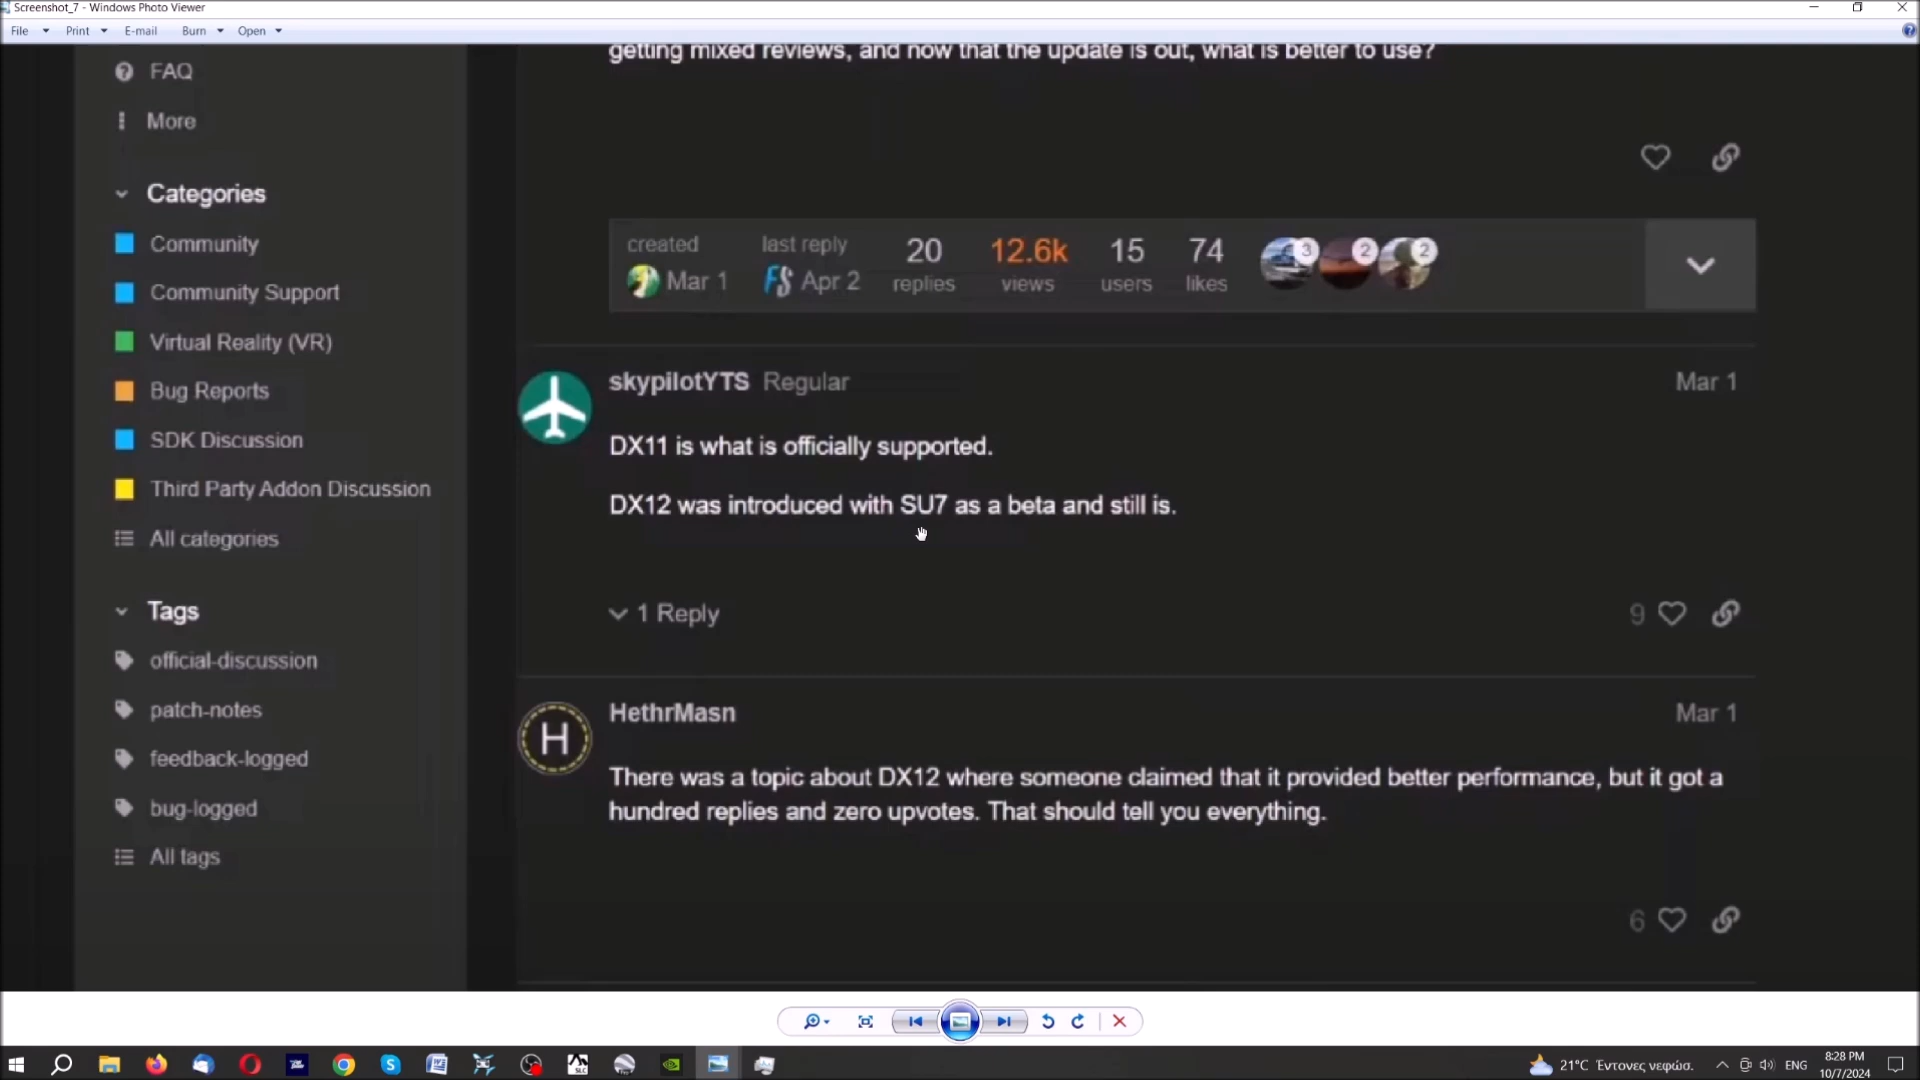 Screenshot_7 - Windows Photo Viewer
File Print E-mail Burn Open
getting mixed reviews, and now that the update is out, what is better to use?
FAQ
More
Categories
Community
Community Support
Virtual Reality (VR)
Bug Reports
SDK Discussion
Third Party Addon Discussion
All categories
Tags
official-discussion
patch-notes
feedback-logged
bug-logged
All tags
created last reply 20 12.6k 15 74 3 2 2
Mar 1 FS Apr 2 replies views users likes
skypilotYTS Regular Mar 1
DX11 is what is officially supported.
DX12 was introduced with SU7 as a beta and still is.
1 Reply 9
H HethrMasn Mar 1
There was a topic about DX12 where someone claimed that it provided better performance, but it got a
hundred replies and zero upvotes. That should tell you everything.
6
21°C Έντονες νεφώσ. ENG 8:28 PM
10/7/2024